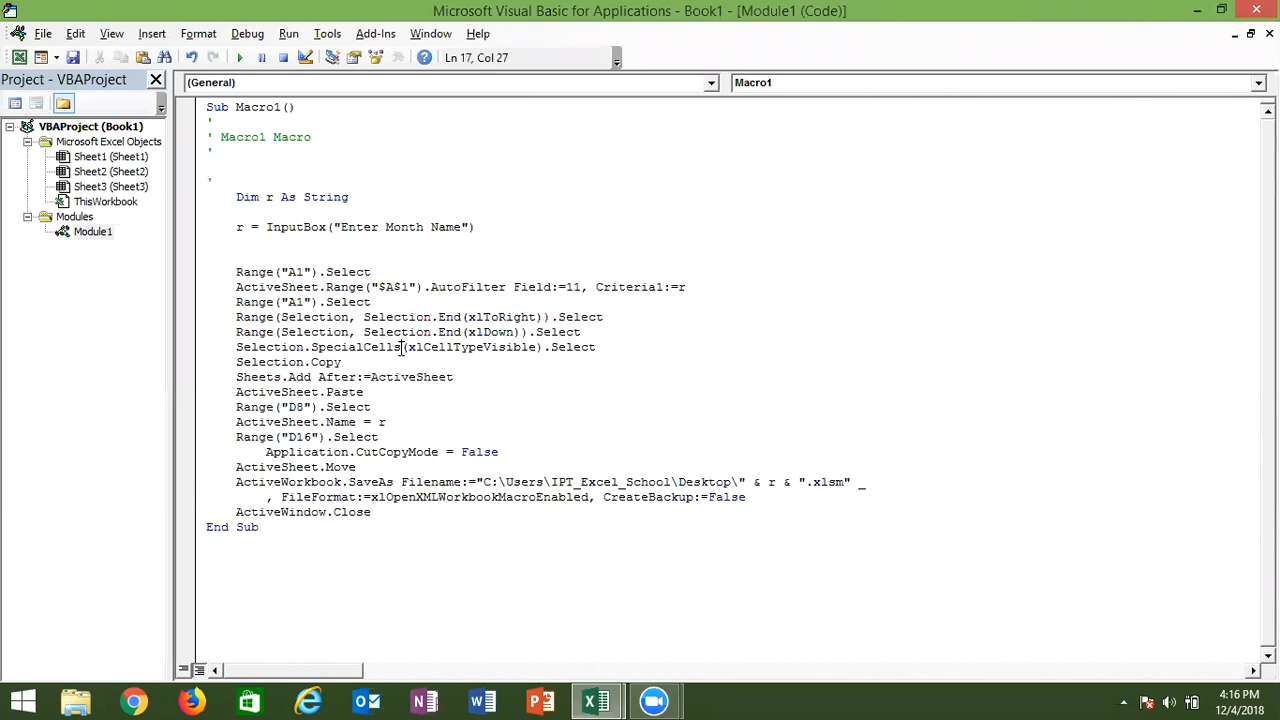 Microsoft Visual Basic for Applications - Book1 - [Module1 (Code)]
File Edit View Insert Format Debug Run Tools Add-Ins Window Help
Ln 17, Col 27
Project - VBAProject
(General)
Macro1
VBAProject (Book1)
Microsoft Excel Objects
Sheet1 (Sheet1)
Sheet2 (Sheet2)
Sheet3 (Sheet3)
ThisWorkbook
Modules
Module1
Sub Macro1()
'
' Macro1 Macro
'
'
Dim r As String
r = InputBox("Enter Month Name")
Range("A1").Select
ActiveSheet.Range("$A$1").AutoFilter Field:=11, Criteria1:=r
Range("A1").Select
Range(Selection, Selection.End(xlToRight)).Select
Range(Selection, Selection.End(xlDown)).Select
Selection.SpecialCells(xlCellTypeVisible).Select
Selection.Copy
Sheets.Add After:=ActiveSheet
ActiveSheet.Paste
Range("D8").Select
ActiveSheet.Name = r
Range("D16").Select
Application.CutCopyMode = False
ActiveSheet.Move
ActiveWorkbook.SaveAs Filename:="C:\Users\IPT_Excel_School\Desktop\" & r & ".xlsm" _
, FileFormat:=xlOpenXMLWorkbookMacroEnabled, CreateBackup:=False
ActiveWindow.Close
End Sub
4:16 PM
12/4/2018